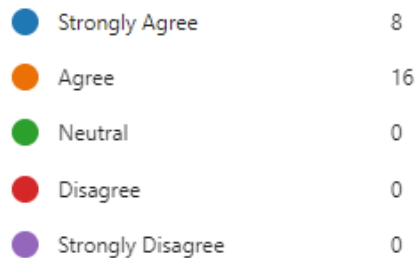 Strongly Agree 8
Agree 16
Neutral 0
Disagree 0
Strongly Disagree 0